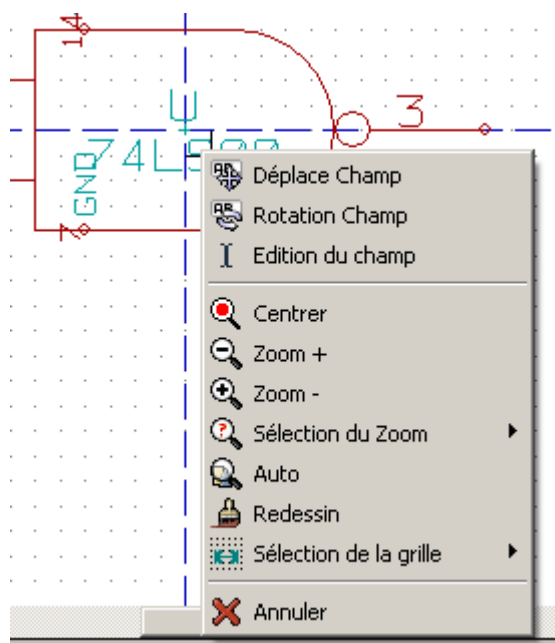 14
U
3
74LS00
GND
7
Déplace Champ
Rotation Champ
Edition du champ
Centrer
Zoom +
Zoom -
Sélection du Zoom
Auto
Redessin
Sélection de la grille
Annuler